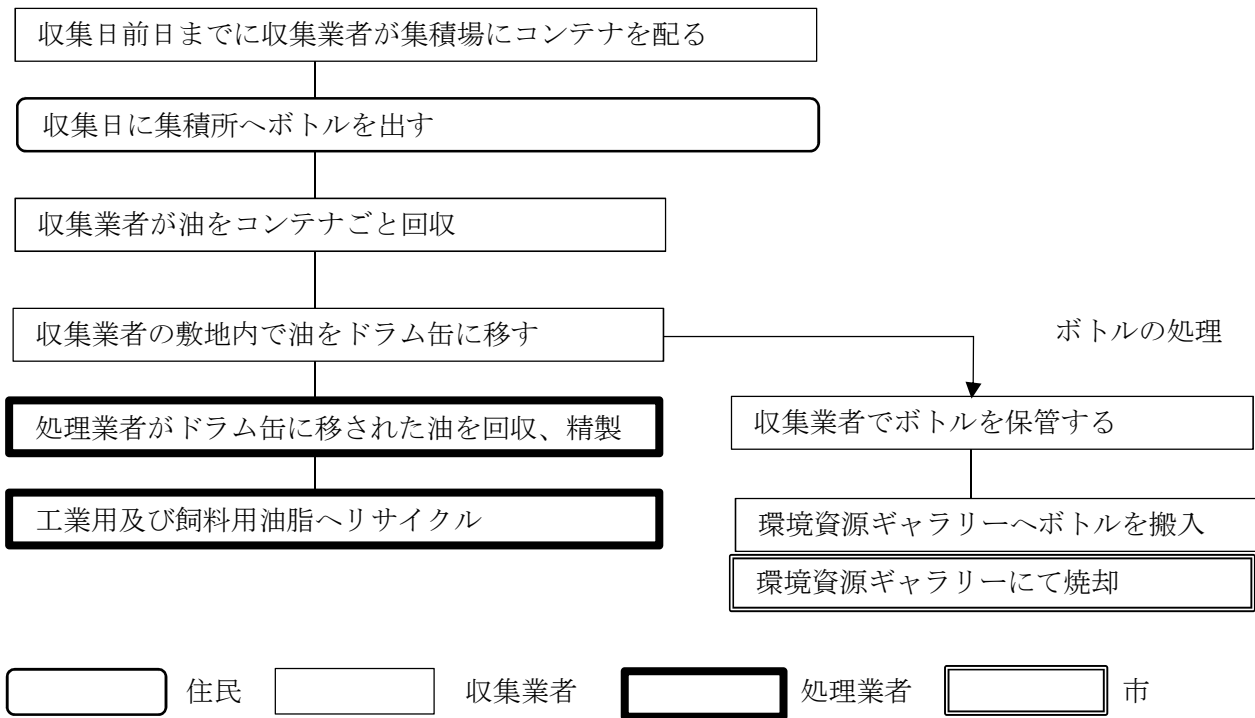 収集日前日までに収集業者が集積場にコンテナを配る
収集日に集積所へボトルを出す
収集業者が油をコンテナごと回収
収集業者の敷地内で油をドラム缶に移す
ボトルの処理
処理業者がドラム缶に移された油を回収、精製
収集業者でボトルを保管する
工業用及び飼料用油脂へリサイクル
環境資源ギャラリーへボトルを搬入
環境資源ギャラリーにて焼却
住民
収集業者
処理業者
市